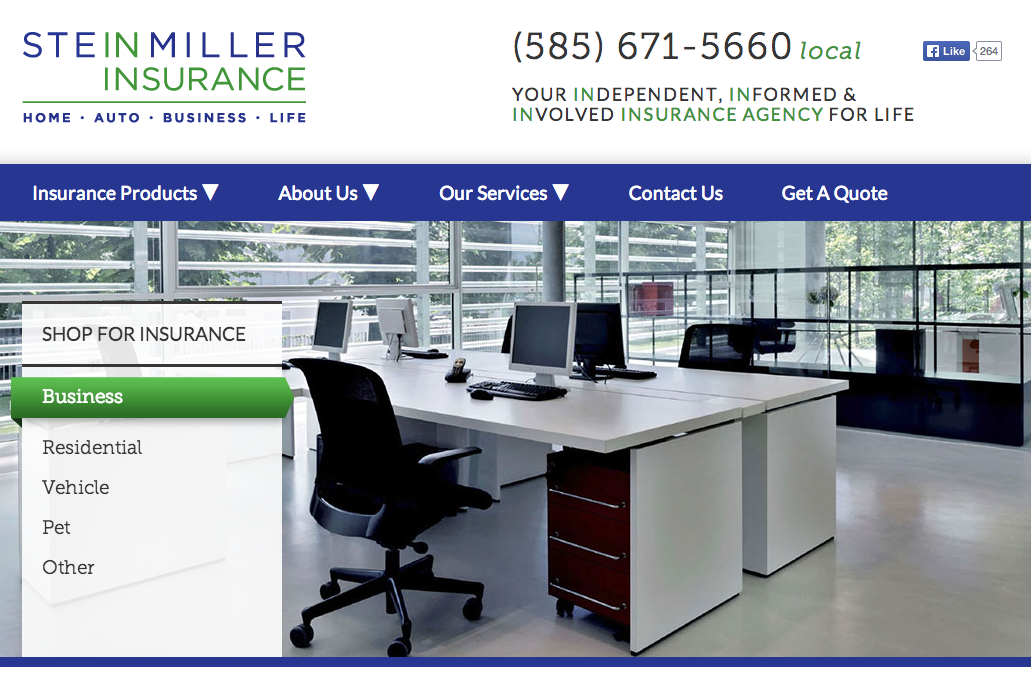 STEINMILLER
INSURANCE
HOME · AUTO · BUSINESS · LIFE
(585) 671-5660 local
Like 264
YOUR INDEPENDENT, INFORMED &
INVOLVED INSURANCE AGENCY FOR LIFE
Insurance Products ▼ About Us ▼ Our Services ▼ Contact Us Get A Quote
SHOP FOR INSURANCE
Business
Residential
Vehicle
Pet
Other